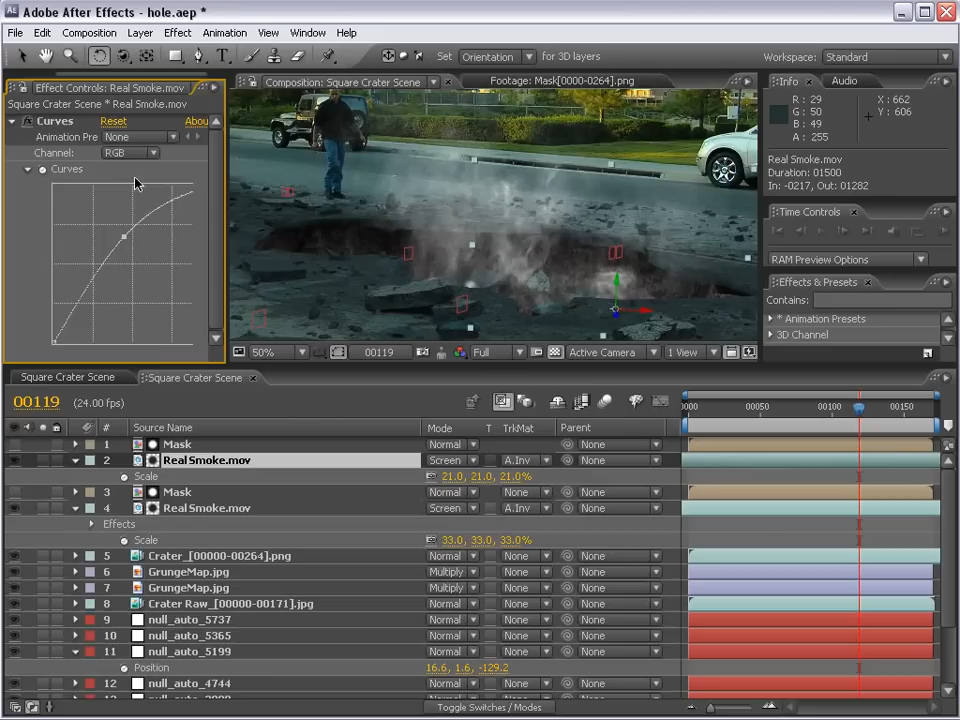 Adobe After Effects - hole.aep *
File Edit Composition Layer Effect Animation View Window Help
Set Orientation for 3D layers
Workspace: Standard
Effect Controls: Real Smoke.mov
Square Crater Scene * Real Smoke.mov
Curves Reset Abou
Animation Pre None
Channel: RGB
Curves
Composition: Square Crater Scene
Footage: Mask[0000-0264].png
50% 00119 Full Active Camera 1 View
Info Audio
R: 29 X: 662
G: 50 Y: 606
B: 49
A: 255
Real Smoke.mov
Duration: 01500
In: -0217, Out: 01282
Time Controls
RAM Preview Options
Effects & Presets
Contains:
* Animation Presets
3D Channel
Square Crater Scene Square Crater Scene
00119 (24.00 fps)
0000 00050 00100 00150
# Source Name Mode T TrkMat Parent
1 Mask Normal None
2 Real Smoke.mov Screen A.Inv None
Scale 21.0, 21.0, 21.0%
3 Mask Normal None None
4 Real Smoke.mov Screen A.Inv None
Effects
Scale 33.0, 33.0, 33.0%
5 Crater_[00000-00264].png Normal None None
6 GrungeMap.jpg Multiply None None
7 GrungeMap.jpg Multiply None None
8 Crater Raw_[00000-00171].jpg Normal None None
9 null_auto_5737 Normal None None
10 null_auto_5365 Normal None None
11 null_auto_5199 Normal None None
Position 16.6, 1.6, -129.2
12 null_auto_4744 Normal None None
Toggle Switches / Modes